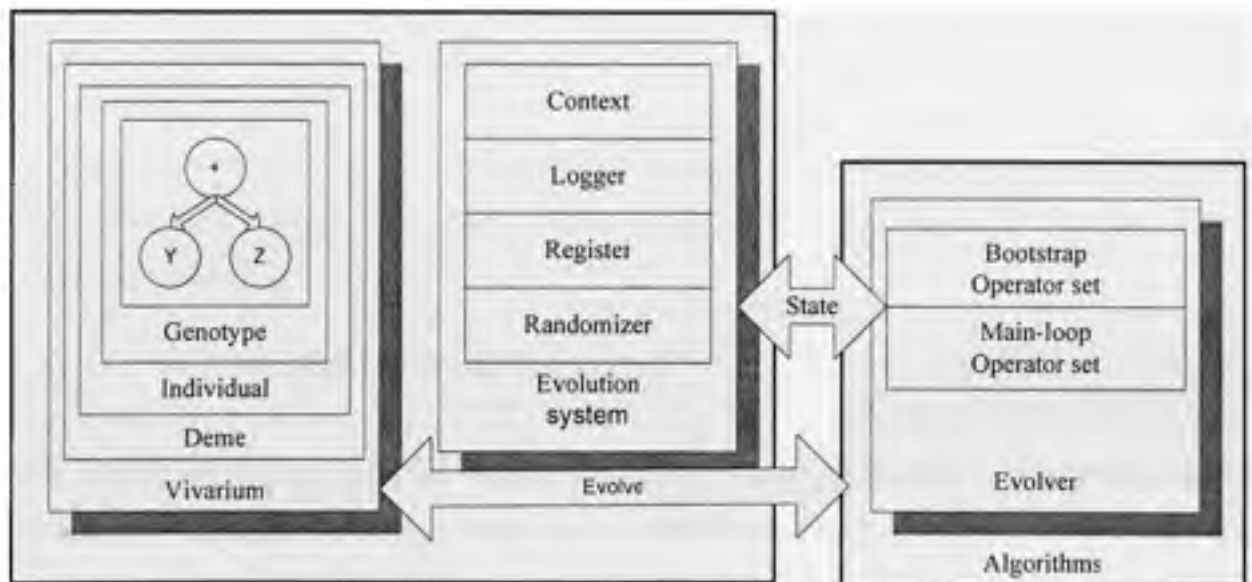 +
Y
Z
Genotype
Individual
Deme
Vivarium
Context
Logger
Register
Randomizer
Evolution
system
State
Evolve
Bootstrap
Operator set
Main-loop
Operator set
Evolver
Algorithms